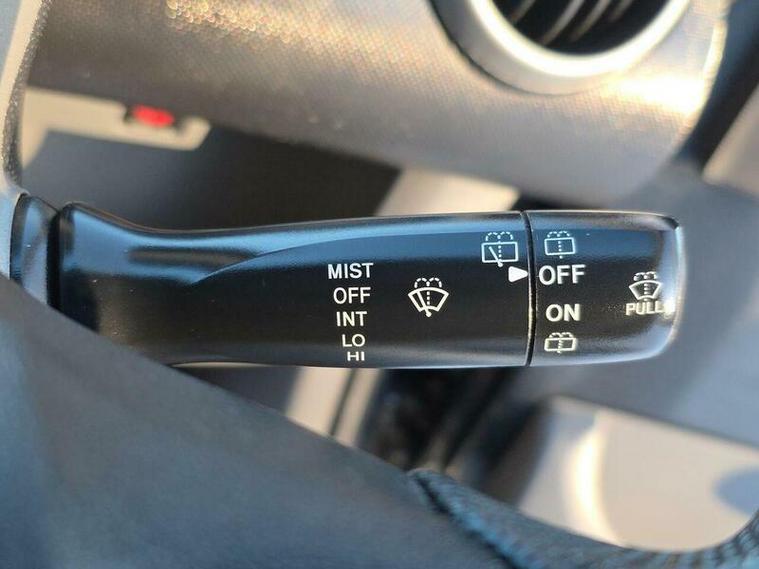 MIST
OFF
INT
LO
HI
OFF
ON
PULL